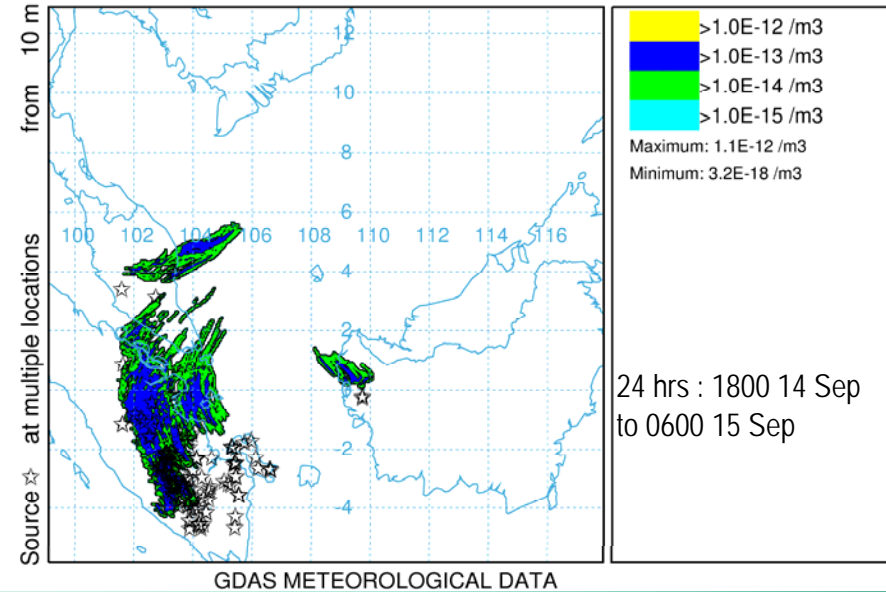 Source ☆ at multiple locations from 10 m
12
10
8
6
100 102 104 106 108 110 112 114 116
4
2
0
-2
-4
GDAS METEOROLOGICAL DATA
>1.0E-12 /m3
>1.0E-13 /m3
>1.0E-14 /m3
>1.0E-15 /m3
Maximum: 1.1E-12 /m3
Minimum: 3.2E-18 /m3
24 hrs : 1800 14 Sep
to 0600 15 Sep